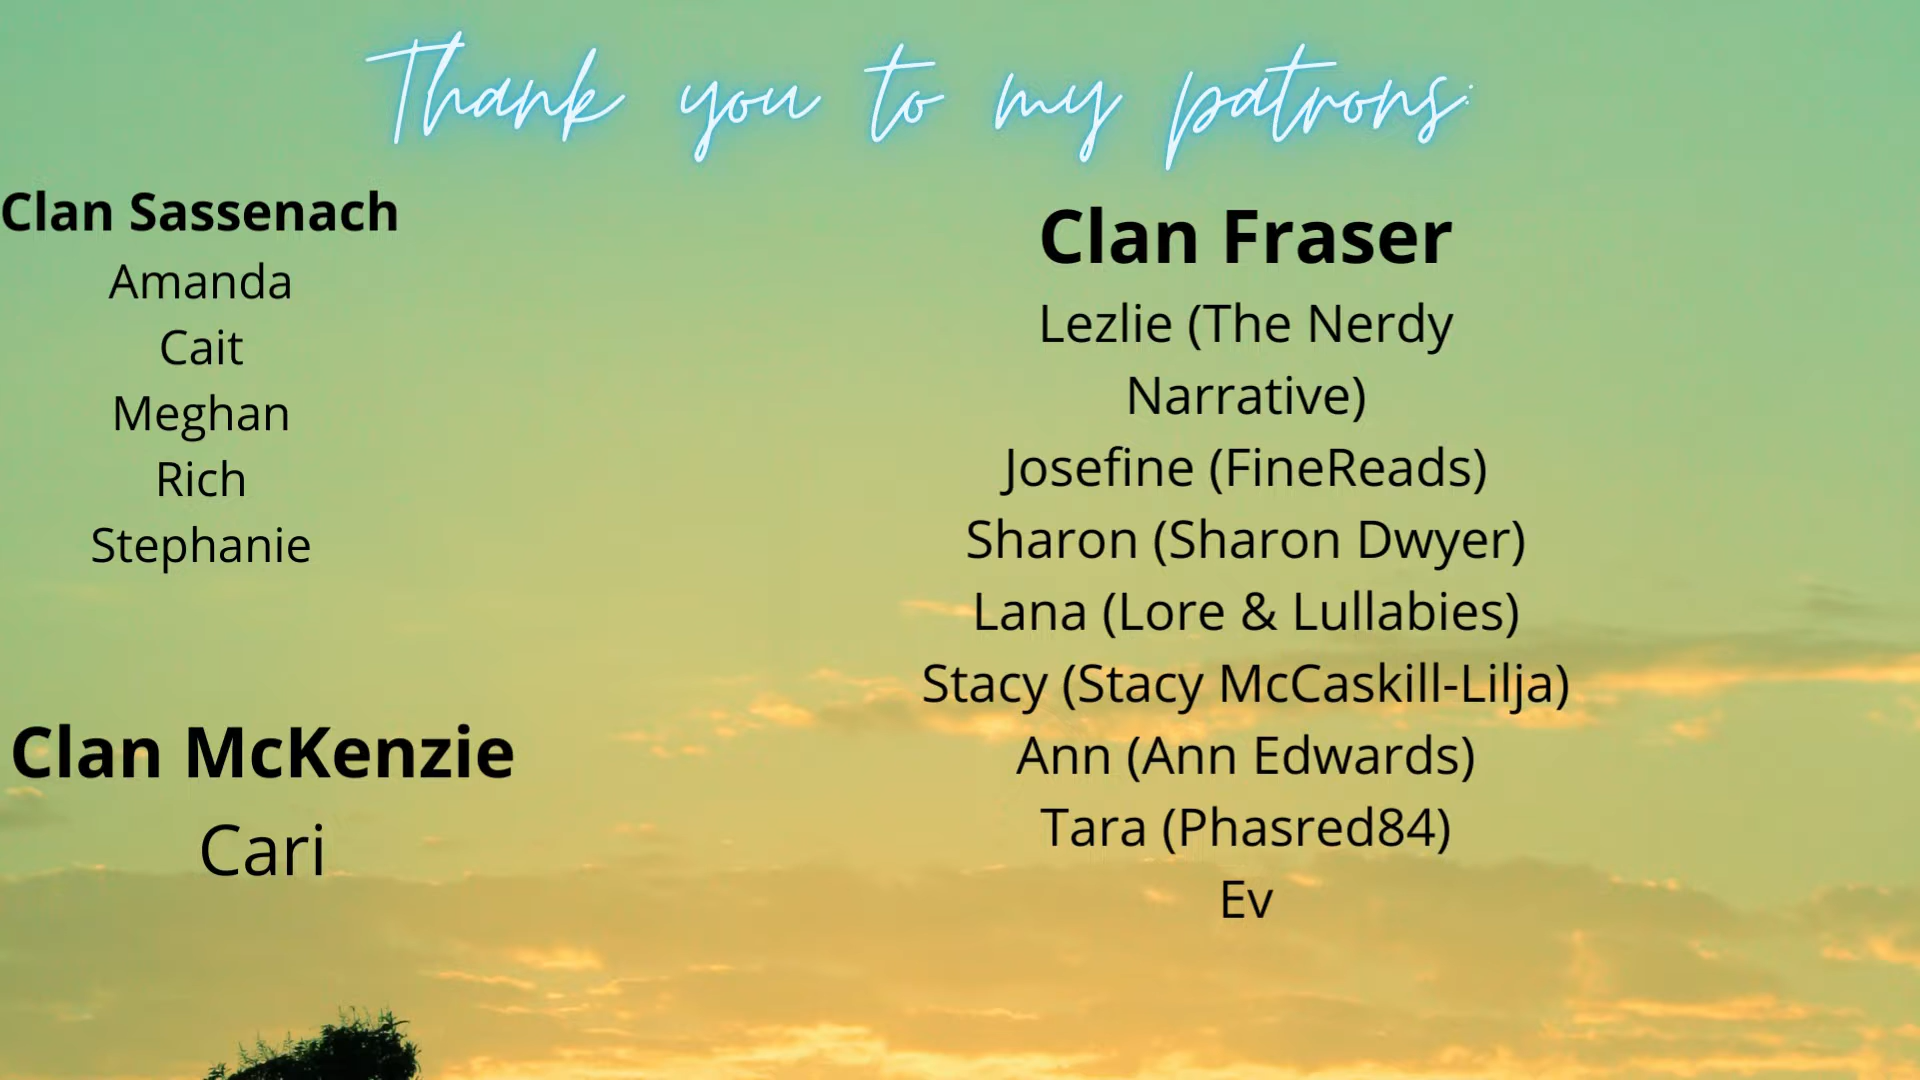 Thank you to my patrons:
Clan Sassenach
Amanda
Cait
Meghan
Rich
Stephanie
Clan McKenzie
Cari
Clan Fraser
Lezlie (The Nerdy
Narrative)
Josefine (FineReads)
Sharon (Sharon Dwyer)
Lana (Lore & Lullabies)
Stacy (Stacy McCaskill-Lilja)
Ann (Ann Edwards)
Tara (Phasred84)
Ev